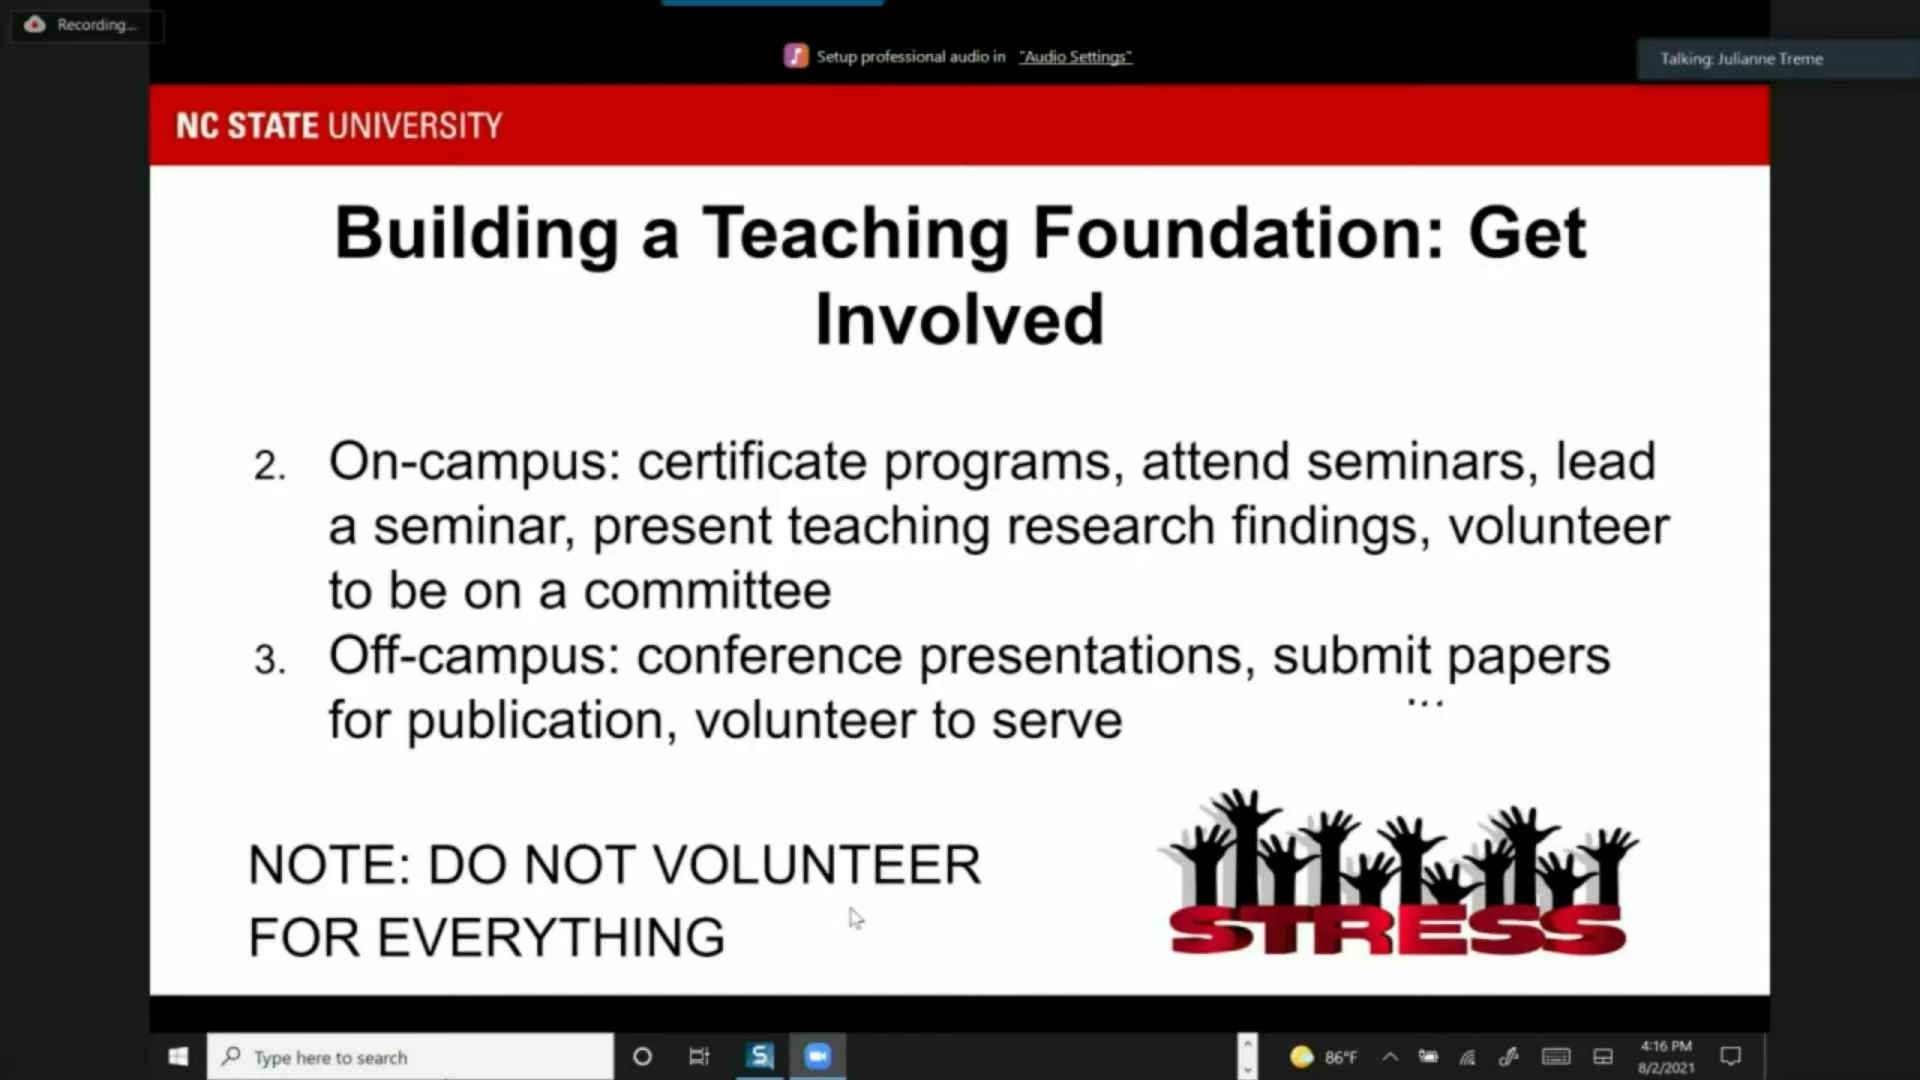 Recording...
Setup professional audio in "Audio Settings"
Talking: Julianne Treme
NC STATE UNIVERSITY
Building a Teaching Foundation: Get
Involved
2. On-campus: certificate programs, attend seminars, lead
a seminar, present teaching research findings, volunteer
to be on a committee
3. Off-campus: conference presentations, submit papers
for publication, volunteer to serve
NOTE: DO NOT VOLUNTEER
FOR EVERYTHING
STRESS
Type here to search
S
86°F
4:16 PM
8/2/2021